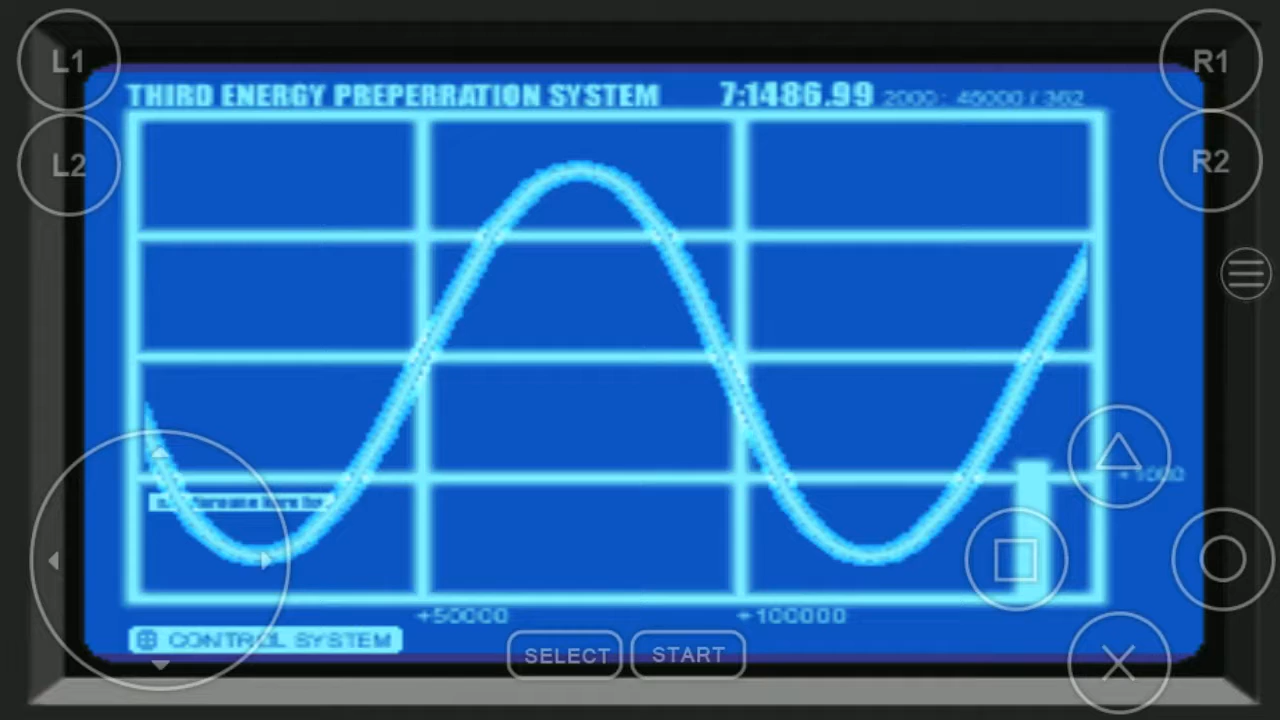 L1
R1
THIRD ENERGY PREPERRATION SYSTEM 7:1486.99 2000: 45000 / 362
L2
R2
+1000
+50000 +100000
CONTROL SYSTEM
SELECT START